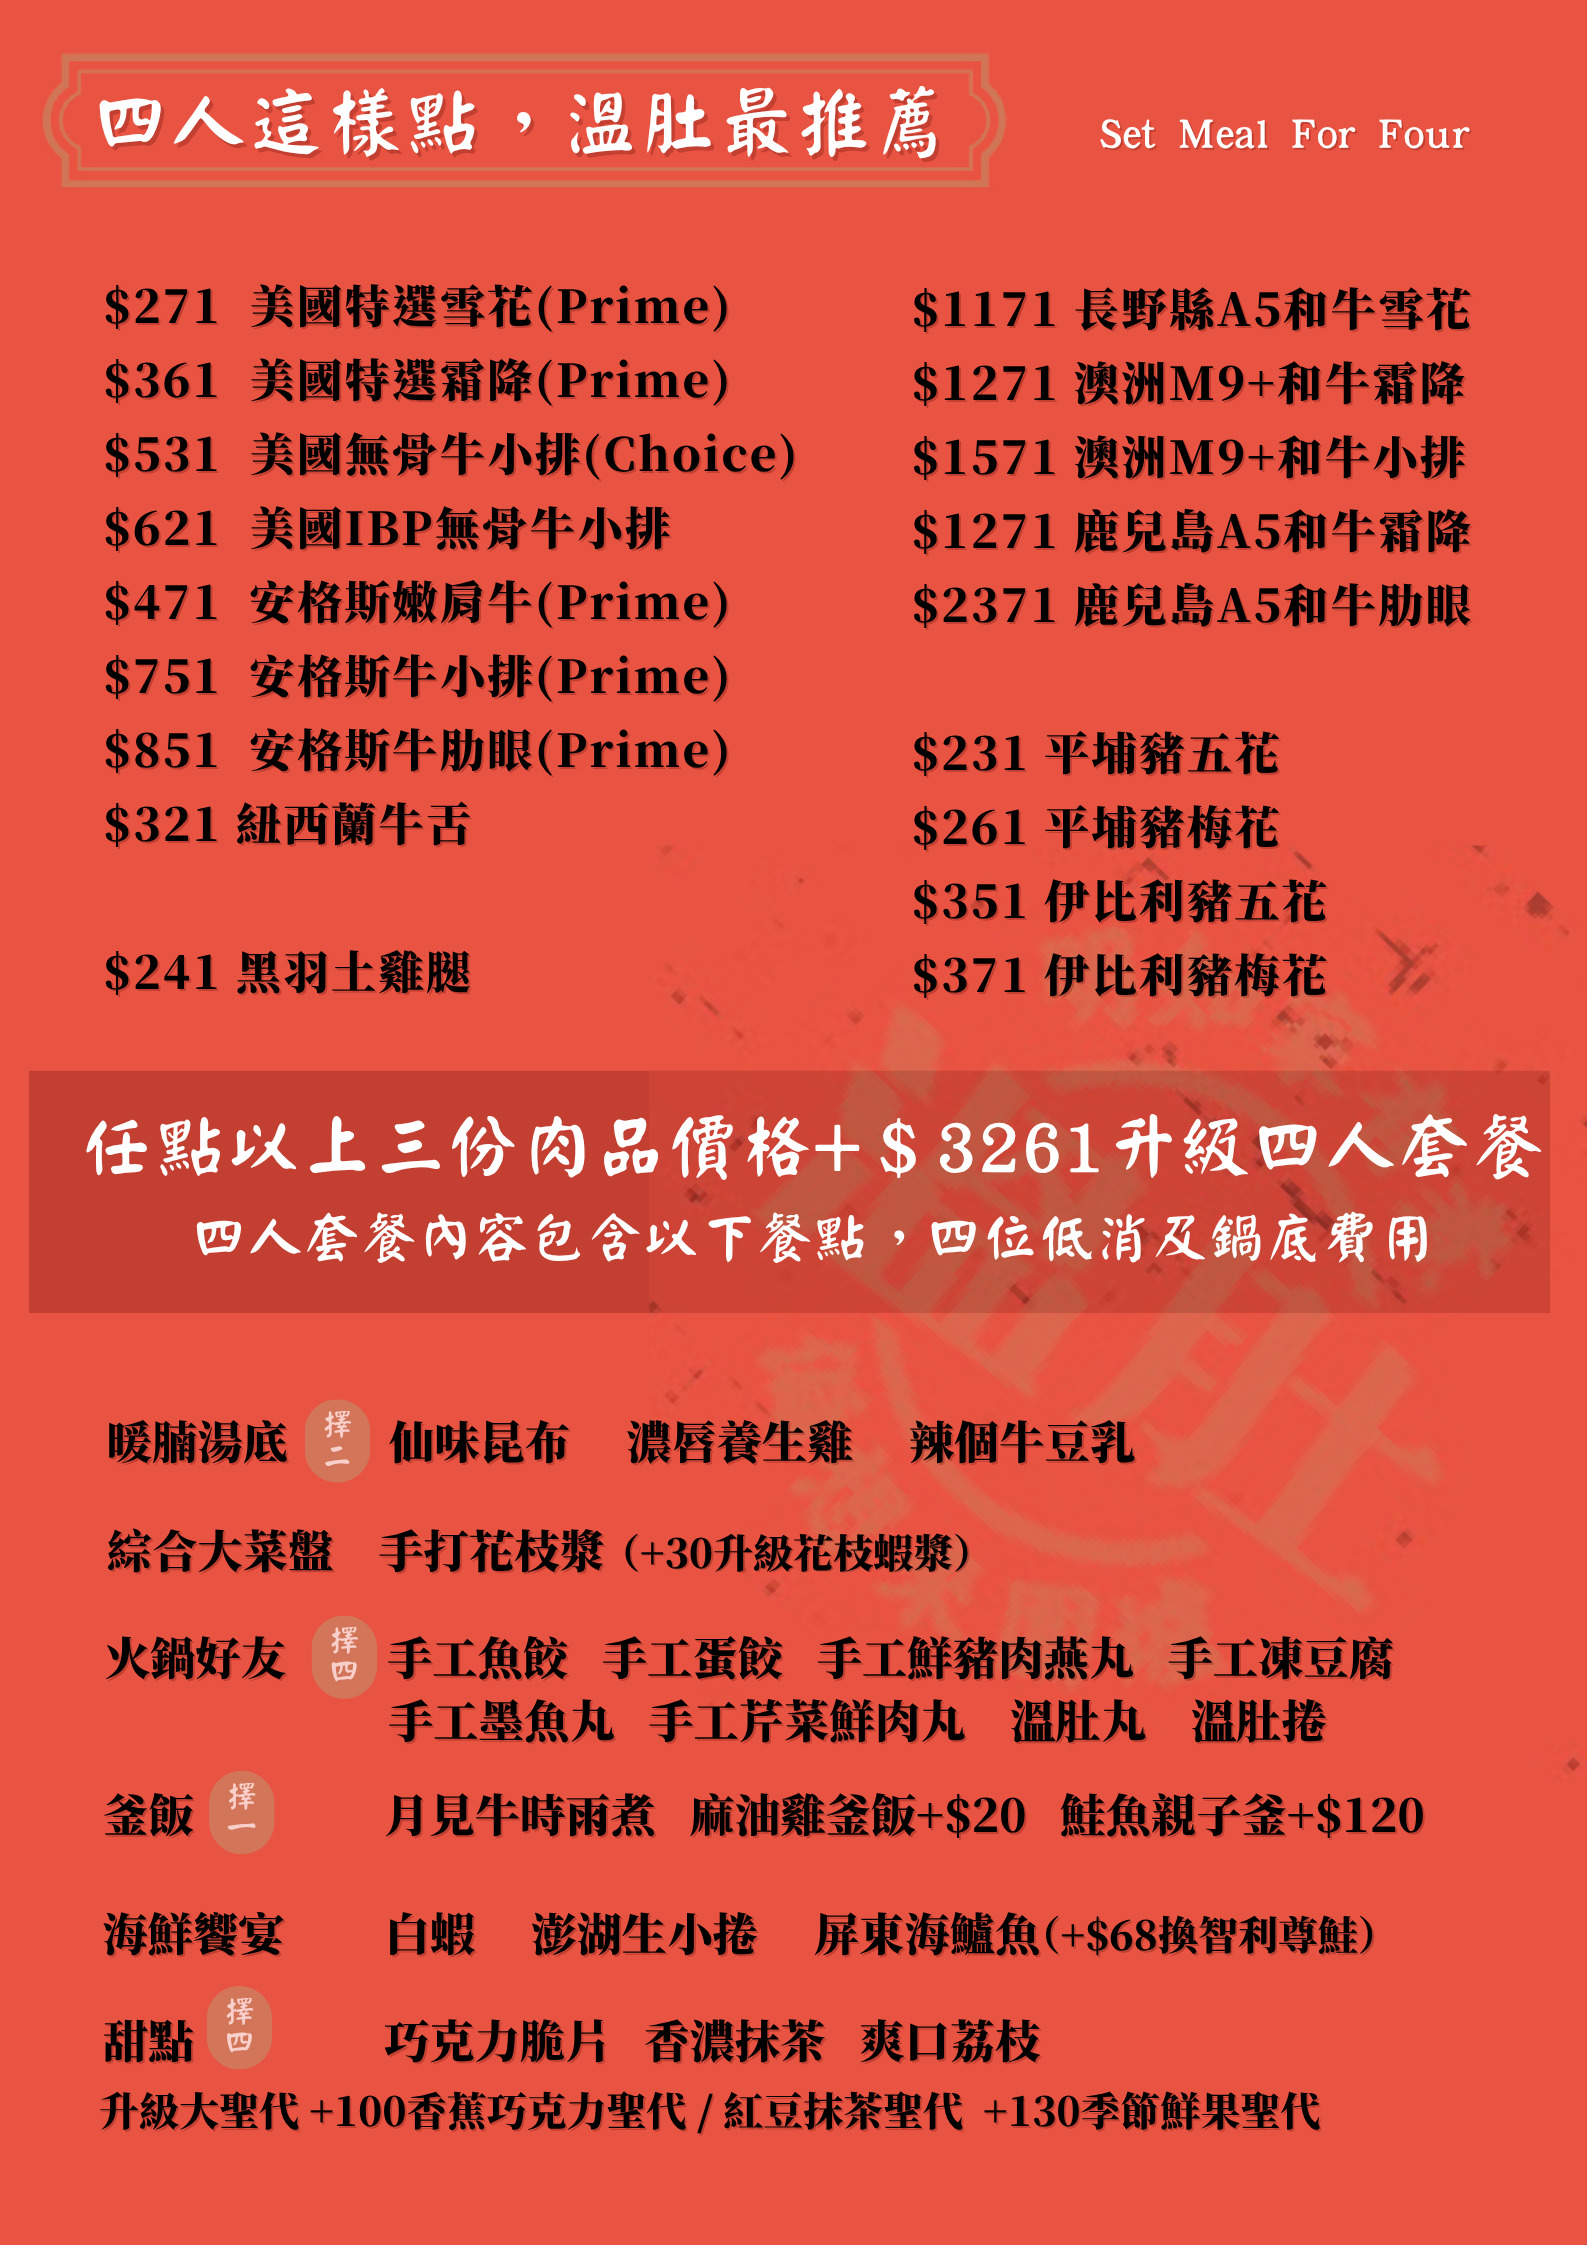 四人這樣點，溫肚最推薦
Set Meal For Four
$271 美國特選雪花(Prime)
$361 美國特選霜降(Prime)
$531 美國無骨牛小排(Choice)
$621 美國IBP無骨牛小排
$471 安格斯嫩肩牛(Prime)
$751 安格斯牛小排(Prime)
$851 安格斯牛肋眼(Prime)
$321 紐西蘭牛舌
$241 黑羽土雞腿
$1171 長野縣A5和牛雪花
$1271 澳洲M9+和牛霜降
$1571 澳洲M9+和牛小排
$1271 鹿兒島A5和牛霜降
$2371 鹿兒島A5和牛肋眼
$231 平埔豬五花
$261 平埔豬梅花
$351 伊比利豬五花
$371 伊比利豬梅花
任點以上三份肉品價格+＄3261升級四人套餐
四人套餐內容包含以下餐點，四位低消及鍋底費用
暖腩湯底 擇二 仙味昆布 濃唇養生雞 辣個牛豆乳
綜合大菜盤 手打花枝漿（+30升級花枝蝦漿）
火鍋好友 擇四 手工魚餃 手工蛋餃 手工鮮豬肉燕丸 手工凍豆腐
手工墨魚丸 手工芹菜鮮肉丸 溫肚丸 溫肚捲
釜飯 擇一 月見牛時雨煮 麻油雞釜飯+$20 鮭魚親子釜+$120
海鮮饗宴 白蝦 澎湖生小捲 屏東海鱸魚(+$68換智利尊鮭)
甜點 擇四 巧克力脆片 香濃抹茶 爽口荔枝
升級大聖代 +100香蕉巧克力聖代 / 紅豆抹茶聖代 +130季節鮮果聖代
溫肚